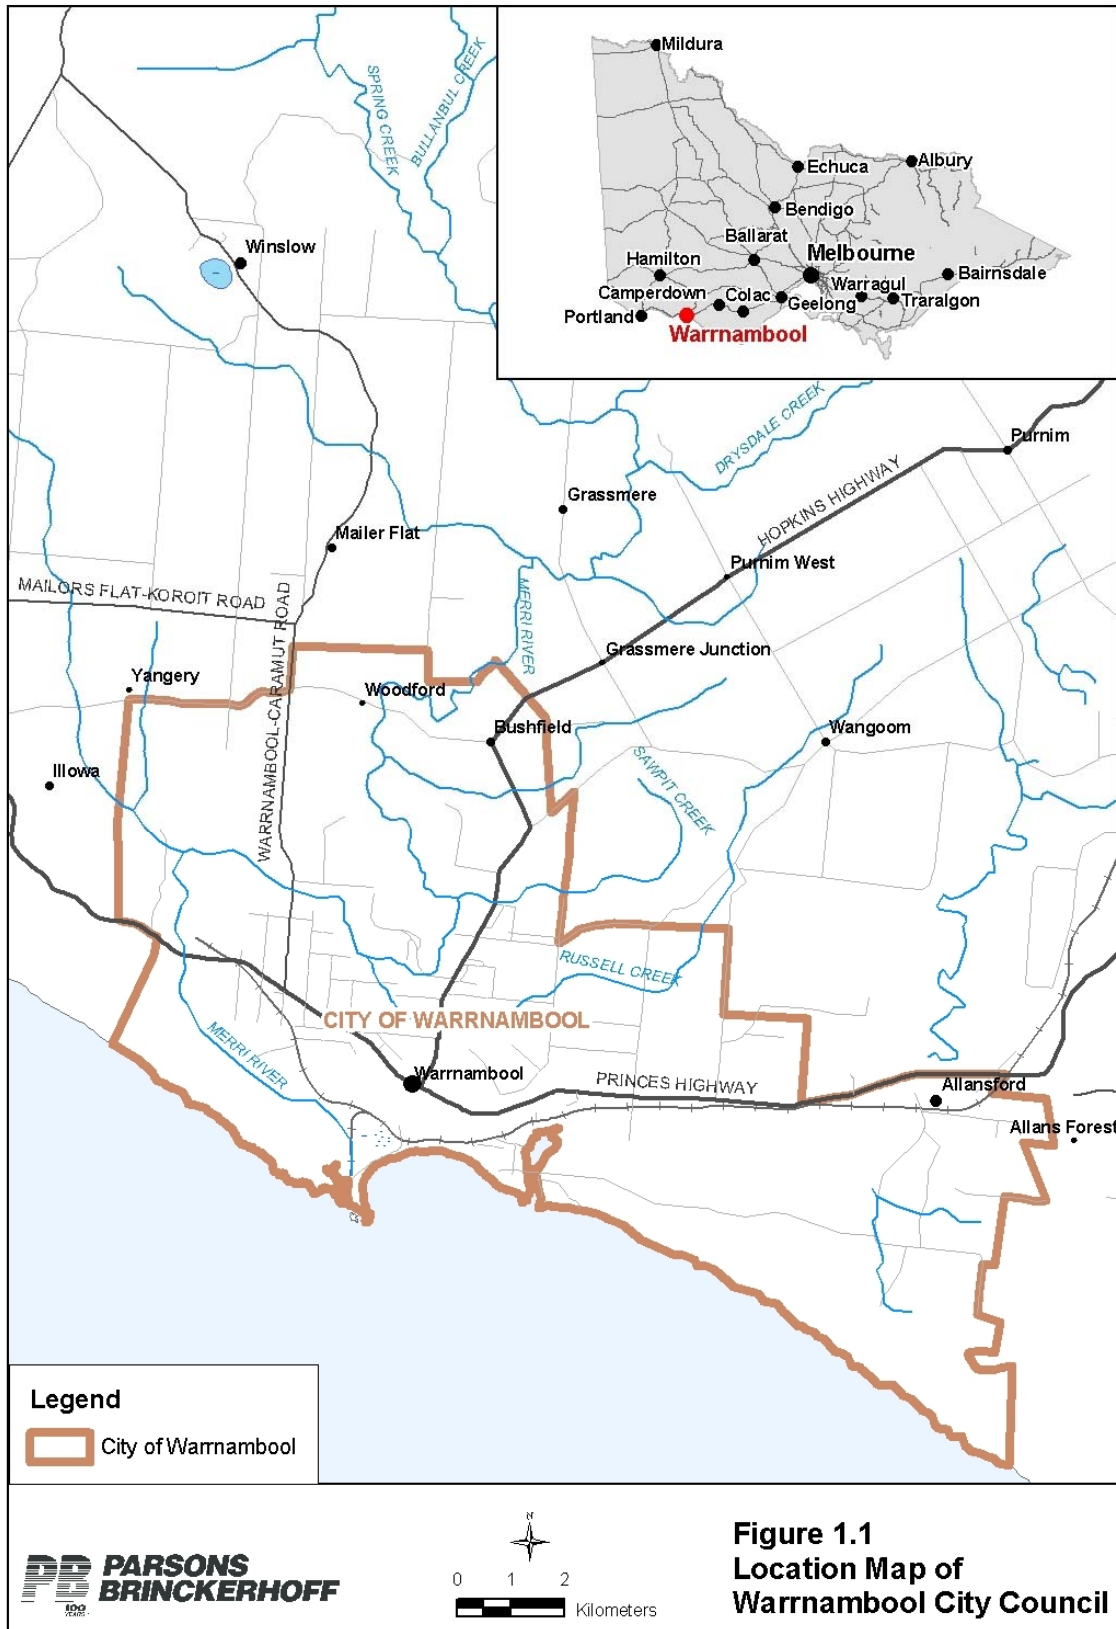 SPRING CREEK
BULLANBUL CREEK
Mildura
Echuca
Albury
Bendigo
Ballarat
Melbourne
Hamilton
Bairnsdale
Camperdown
Colac
Warragul
Geelong
Traralgon
Portland
Warrnambool
Winslow
DRYSDALE CREEK
Purnim
HOPKINS HIGHWAY
Grassmere
Mailer Flat
Purnim West
MAILORS FLAT-KOROIT ROAD
MERRI RIVER
WARRNAMBOOL-CARAMUT ROAD
Grassmere Junction
Yangery
Woodford
Bushfield
Wangoom
Illowa
SAWPIT CREEK
RUSSELL CREEK
CITY OF WARRNAMBOOL
MERRI RIVER
Warrnambool
PRINCES HIGHWAY
Allansford
Allans Forest
Legend
City of Warrnambool
PB PARSONS
BRINCKERHOFF
100
YEARS
N
0 1 2
Kilometers
Figure 1.1
Location Map of
Warrnambool City Council